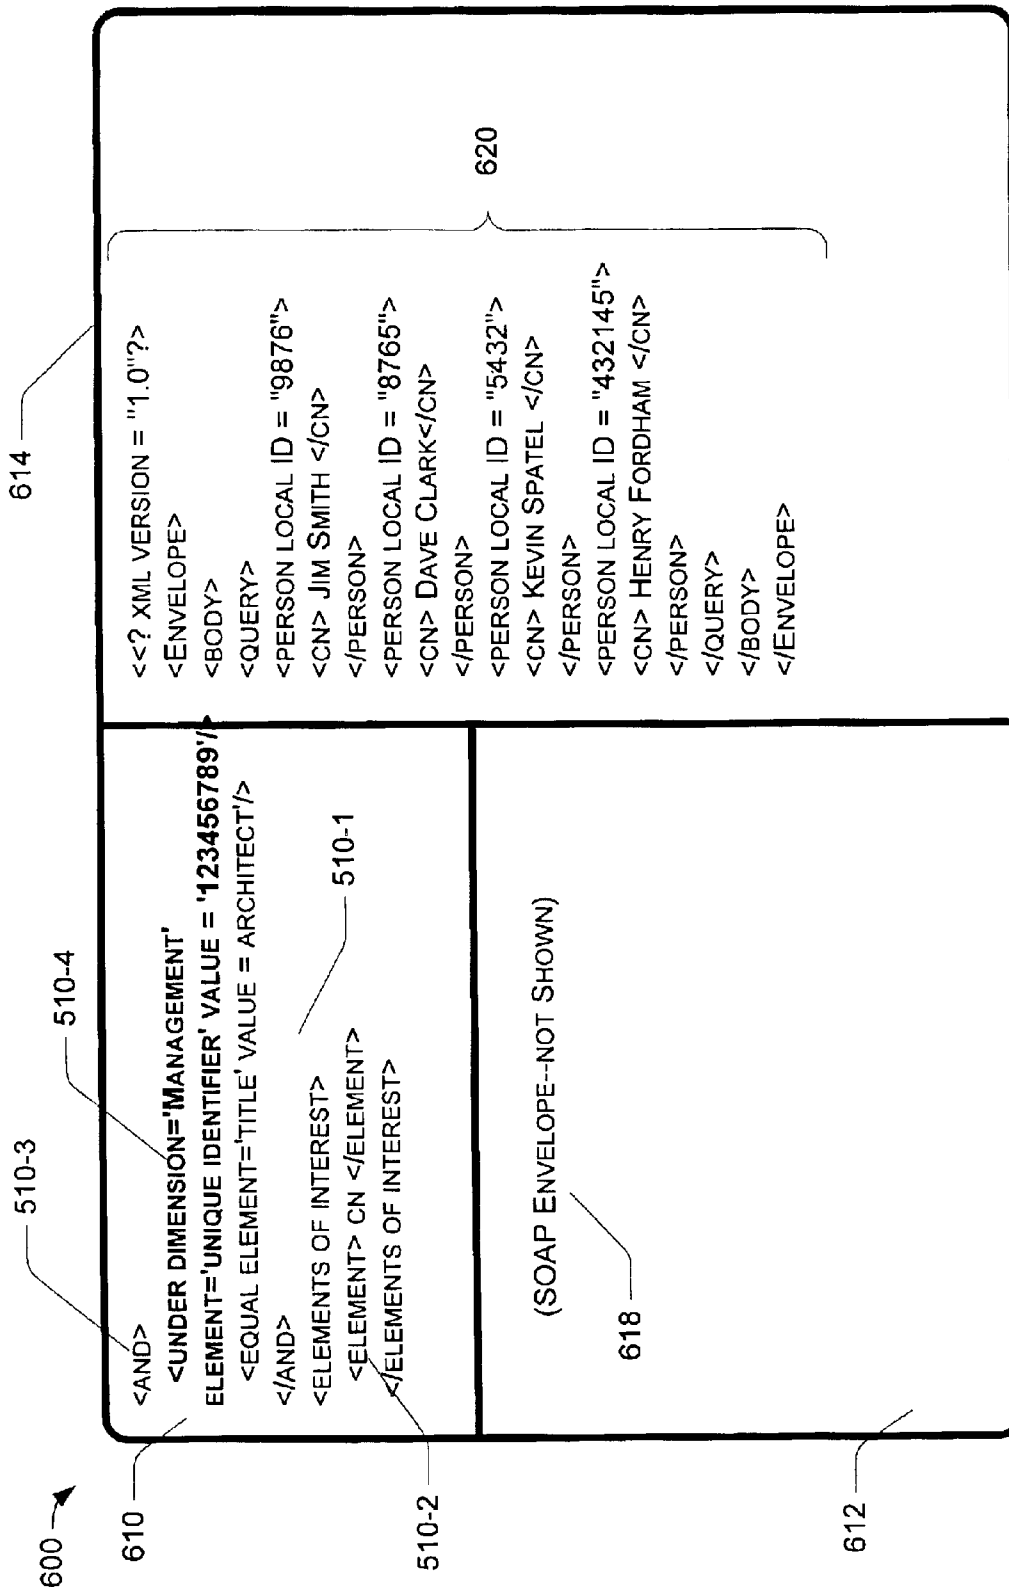 600
610
510-3
510-4
<AND>
<UNDER DIMENSION='MANAGEMENT'
ELEMENT='UNIQUE IDENTIFIER' VALUE = '123456789'/>
<EQUAL ELEMENT='TITLE' VALUE = ARCHITECT'/>
</AND>
<ELEMENTS OF INTEREST>
<ELEMENT> CN </ELEMENT>
</ELEMENTS OF INTEREST>
510-1
510-2
614
<<? XML VERSION = "1.0"?>
<ENVELOPE>
<BODY>
<QUERY>
<PERSON LOCAL ID = "9876">
<CN> JIM SMITH </CN>
</PERSON>
<PERSON LOCAL ID = "8765">
<CN> DAVE CLARK</CN>
</PERSON>
<PERSON LOCAL ID = "5432">
<CN> KEVIN SPATEL </CN>
</PERSON>
<PERSON LOCAL ID = "432145">
<CN> HENRY FORDHAM </CN>
</PERSON>
</QUERY>
</BODY>
</ENVELOPE>
620
(SOAP ENVELOPE--NOT SHOWN)
618
612